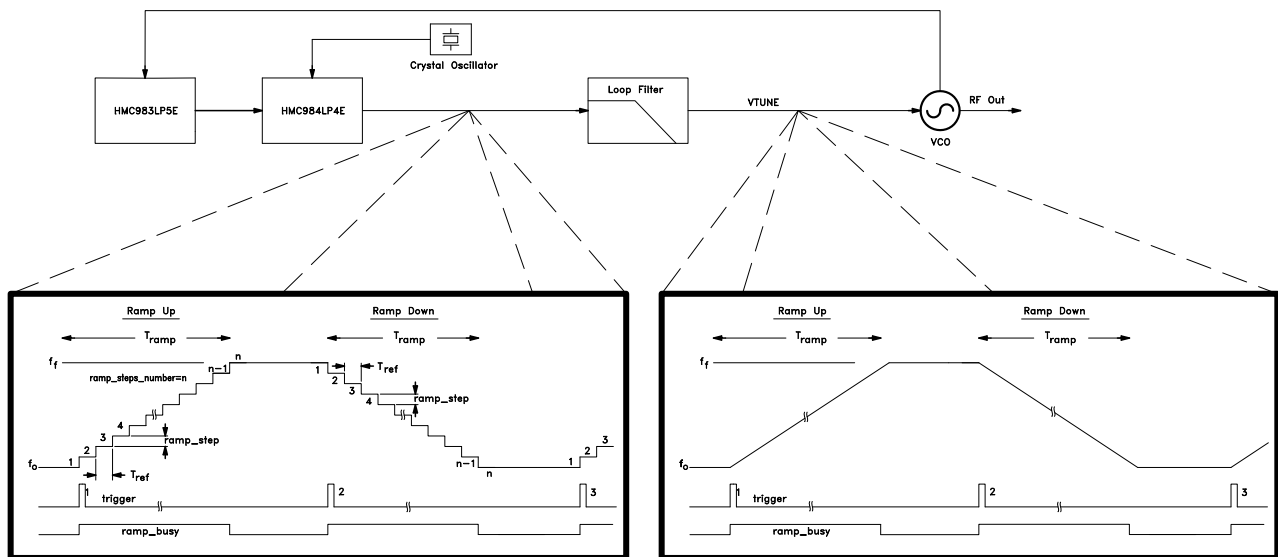 Crystal Oscillator
HMC983LP5E
HMC984LP4E
Loop Filter
VTUNE
RF Out
VCO
Ramp Up
Ramp Down
Tramp
Tramp
ff
n
n-1
ramp_steps_number=n
1
2
3
4
Tref
ramp_step
4
3
2
1
ramp_step
Tref
fo
n-1
n
1
2
3
1
trigger
2
3
ramp_busy
Ramp Up
Ramp Down
Tramp
Tramp
ff
fo
1
trigger
2
3
ramp_busy